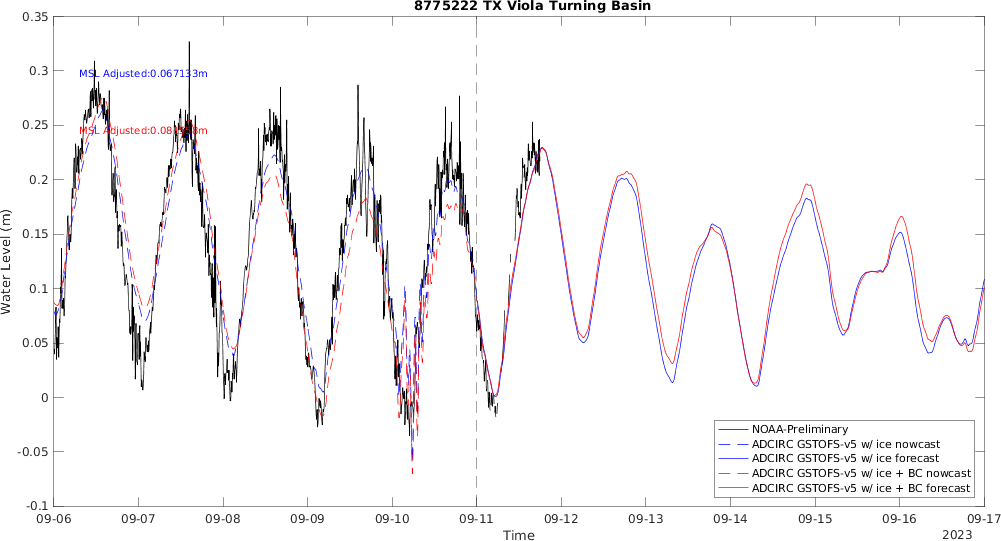 8775222 TX Viola Turning Basin
Water Level (m)
0.35
0.3
0.25
0.2
0.15
0.1
0.05
0
-0.05
-0.1
MSL Adjusted:0.067133m
MSL
NOAA-Preliminary
ADCIRC GSTOFS-v5 w/ ice nowcast
ADCIRC GSTOFS-v5 w/ ice forecast
ADCIRC GSTOFS-v5 w/ ice + BC nowcast
ADCIRC GSTOFS-v5 w/ ice + BC forecast
09-06 09-07 09-08 09-09 09-10 09-11 09-12 09-13 09-14 09-15 09-16 09-17
Time
2023